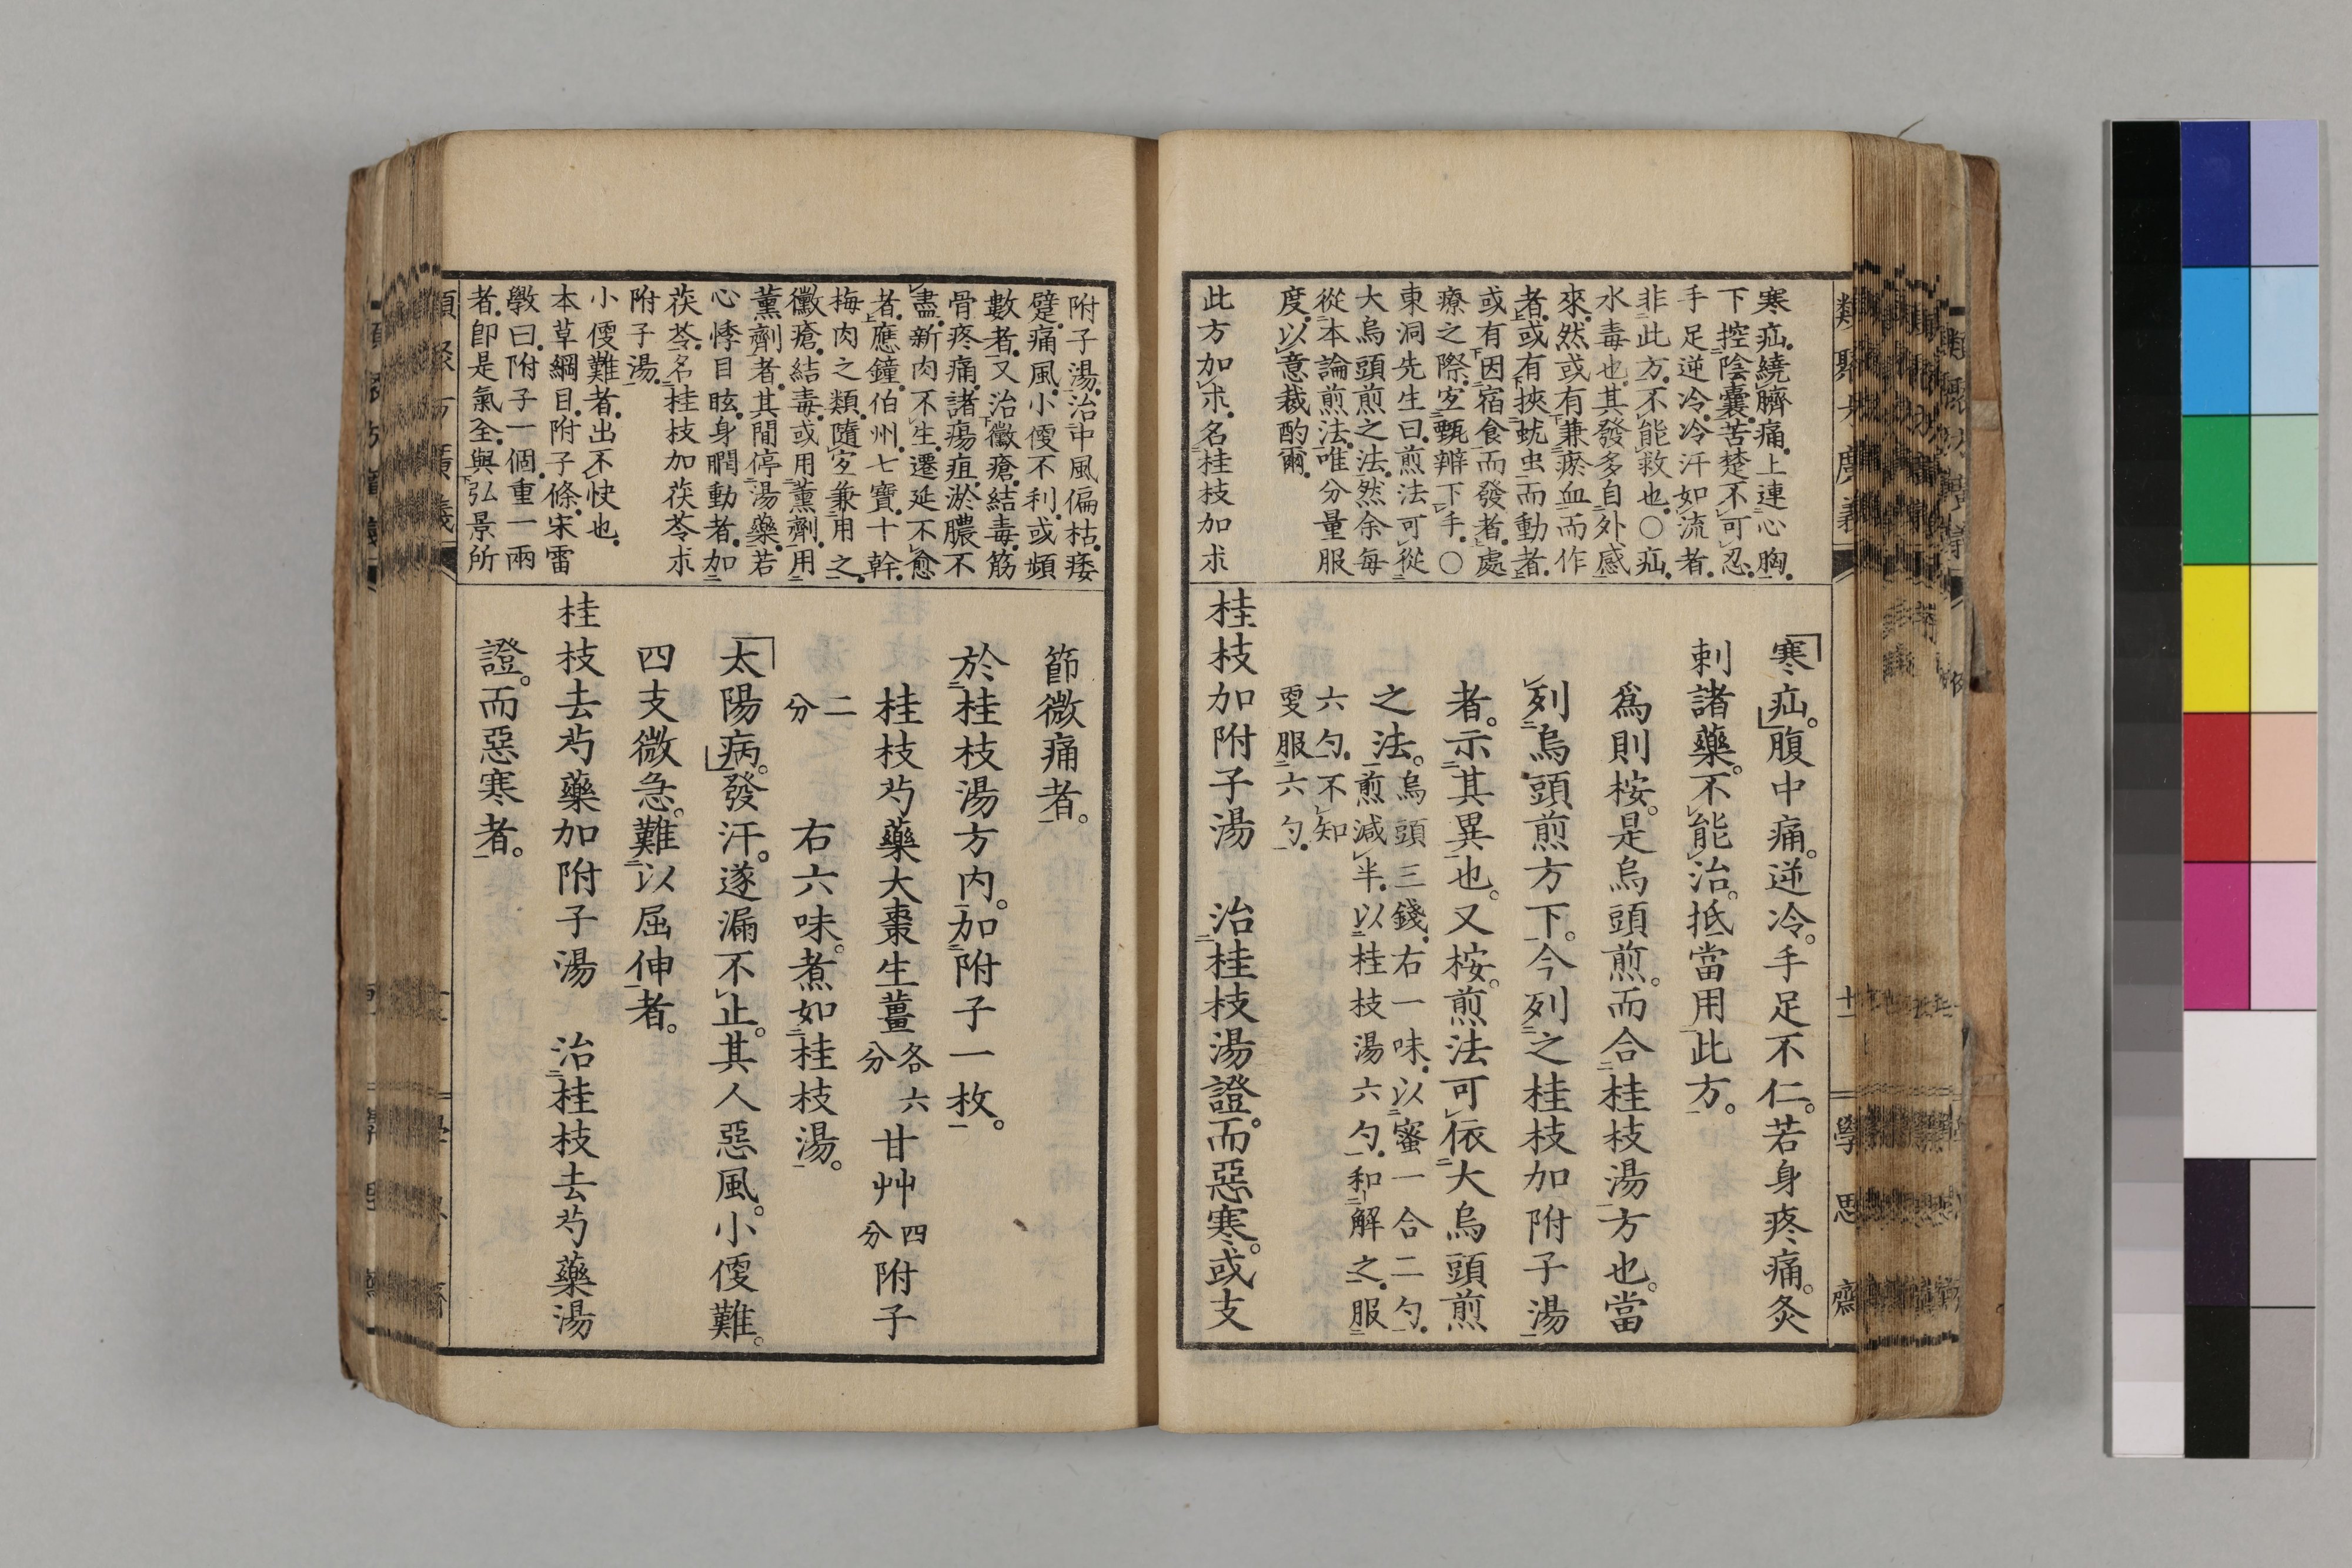 寒疝繞臍痛上連心胸
下控陰囊苦楚不可忍
手足逆冷冷汗如流者
非此方不能救也○疝
水毒也其發多自外感
來然或有兼瘀血而作
者或有挾蚘虫而動者
或有因宿食而發者處
療之際宐甄辨下手○
東洞先生曰煎法可從
大烏頭煎之法然余每
從本論煎法唯分量服
度以意裁酌爾
此方加朮名桂枝加朮
寒疝腹中痛逆冷手足不仁若身疼痛灸
刺諸藥不能治抵當用此方
爲則桉是烏頭煎而合桂枝湯方也當
列烏頭煎方下今列之桂枝加附子湯
者示其異也又桉煎法可依大烏頭煎
之法
烏頭三錢右一味以蜜一合二勺
煎減半以桂枝湯六勺和解之服
六勺不知
更服六勺
桂枝加附子湯 治桂枝湯證而惡寒或支
類聚方廣義
十一
學思齋
附子湯治中風偏枯痿
躄痛風小便不利或頻
數者又治黴瘡結毒筋
骨疼痛諸瘍疽淤膿不
盡新肉不生遷延不愈
者應鐘伯州七寶十幹
梅肉之類隨宐兼用之
黴瘡結毒或用薰劑用
薰劑者其間停湯藥若
心悸目眩身瞤動者加
茯苓名桂枝加茯苓朮
附子湯
小便難者出不快也
本草綱目附子條宋雷
斅曰附子一個重一兩
者卽是氣全與弘景所
節微痛者
於桂枝湯方內加附子一枚
桂枝芍藥大棗生薑各六分甘艸四分附子
二分 右六味煮如桂枝湯
太陽病發汗遂漏不止其人惡風小便難
四支微急難以屈伸者
桂枝去芍藥加附子湯 治桂枝去芍藥湯
證而惡寒者